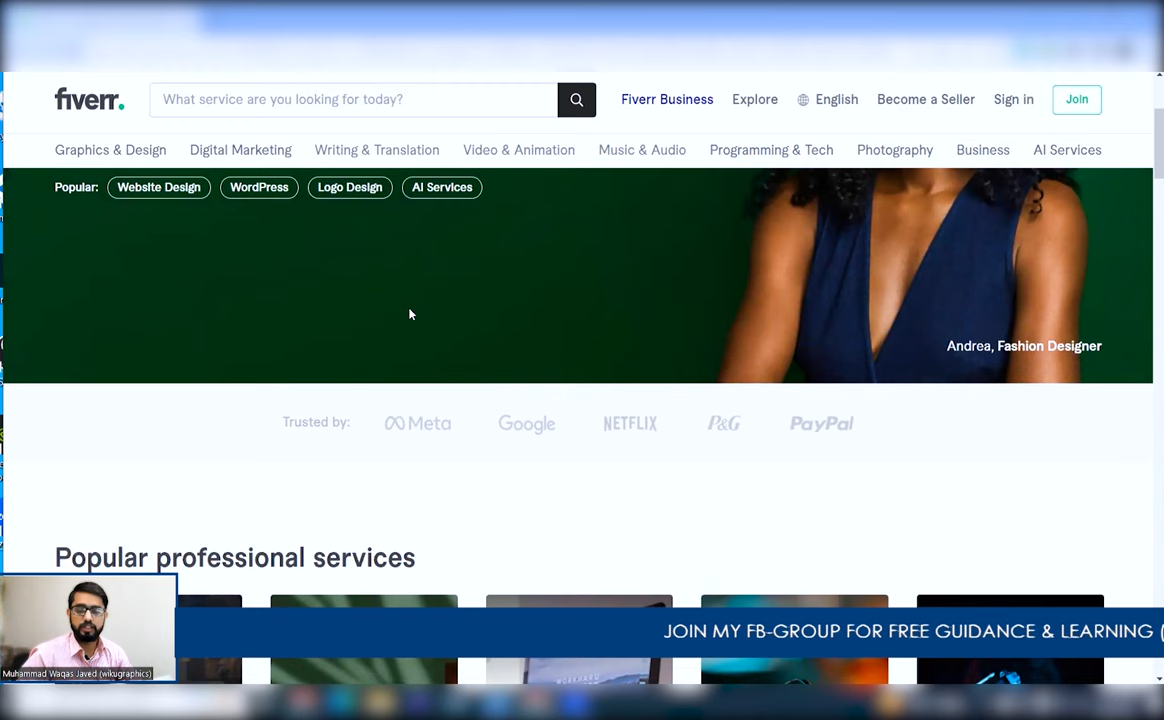 fiverr.
What service are you looking for today?
Fiverr Business
Explore
English
Become a Seller
Sign in
Join
Graphics & Design
Digital Marketing
Writing & Translation
Video & Animation
Music & Audio
Programming & Tech
Photography
Business
AI Services
Popular:
Website Design
WordPress
Logo Design
AI Services
Andrea, Fashion Designer
Trusted by:
Meta
Google
NETFLIX
P&G
PayPal
Popular professional services
JOIN MY FB-GROUP FOR FREE GUIDANCE & LEARNING (
Muhammad Waqas Javed (wikugraphics)